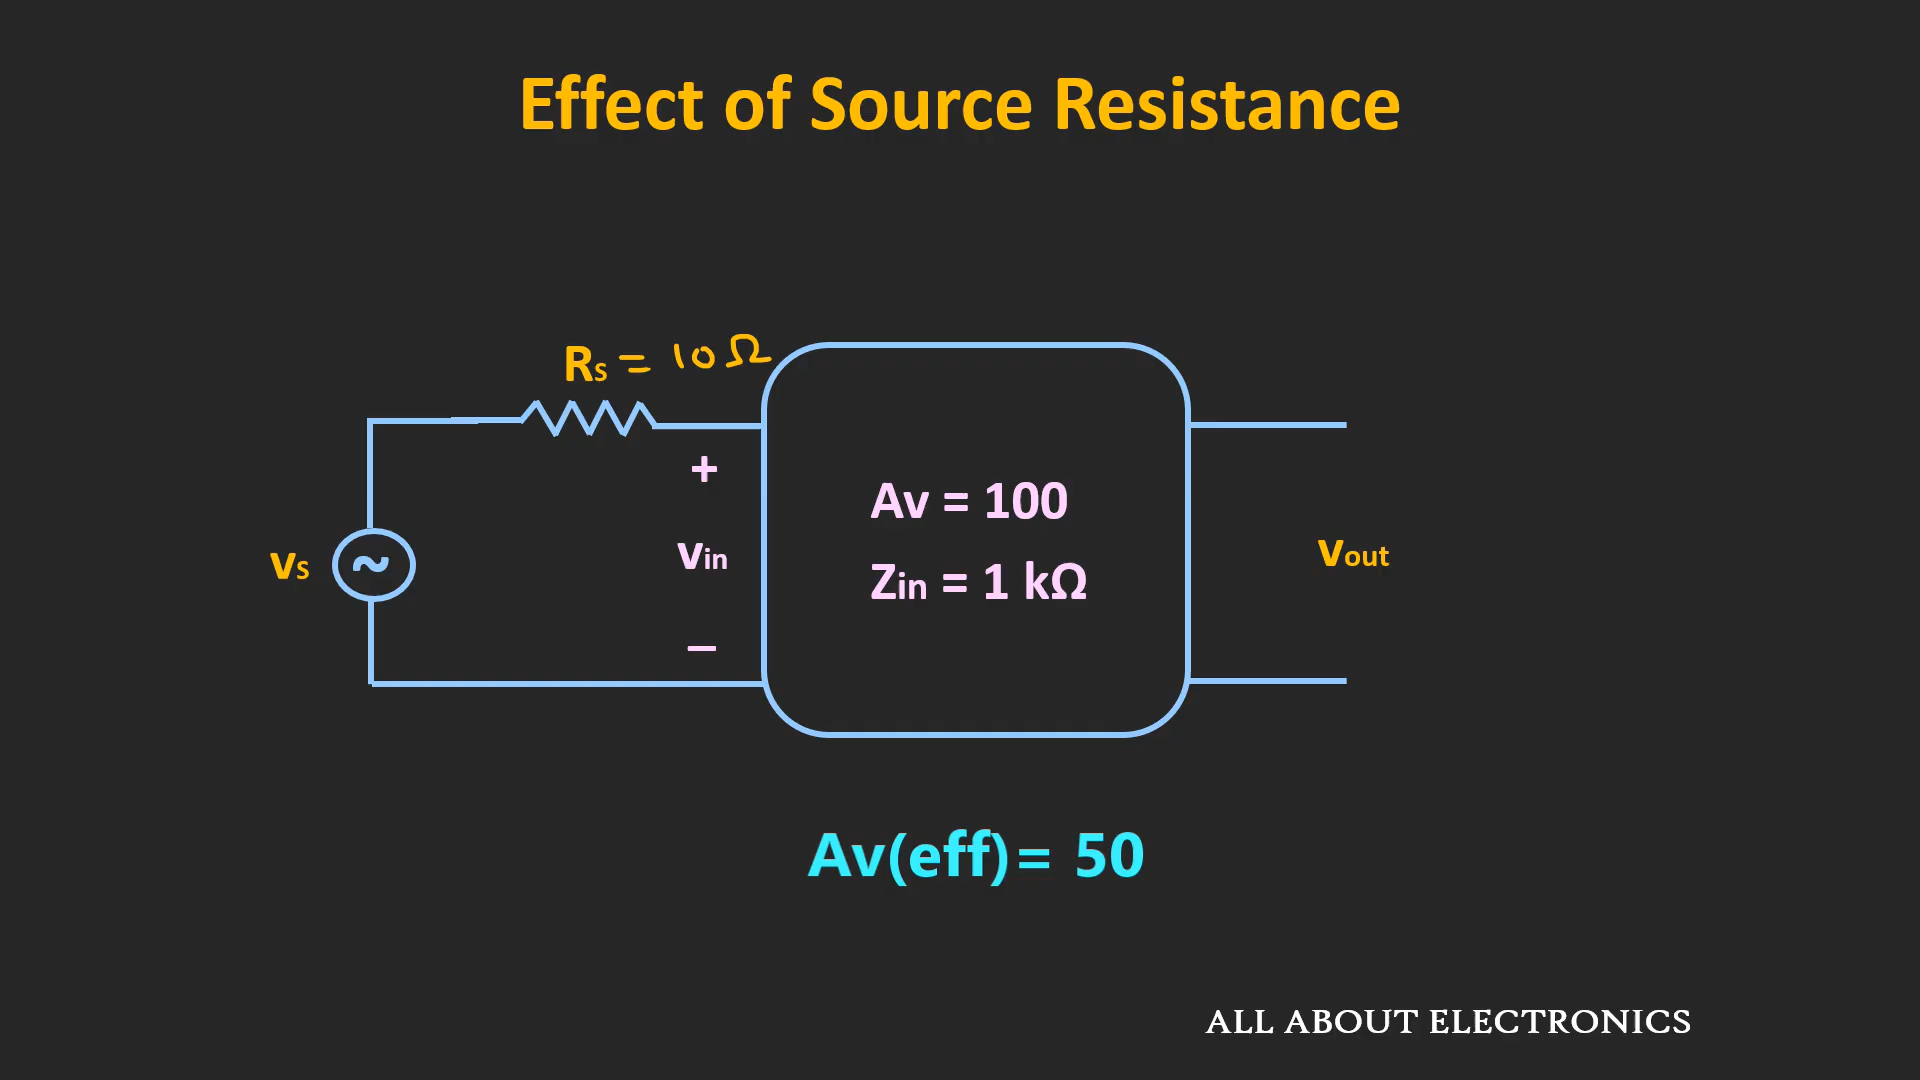 Effect of Source Resistance
Rs = 10 Ω
+
vs
vin
−
Av = 100
Zin = 1 kΩ
vout
Av(eff) = 50
ALL ABOUT ELECTRONICS